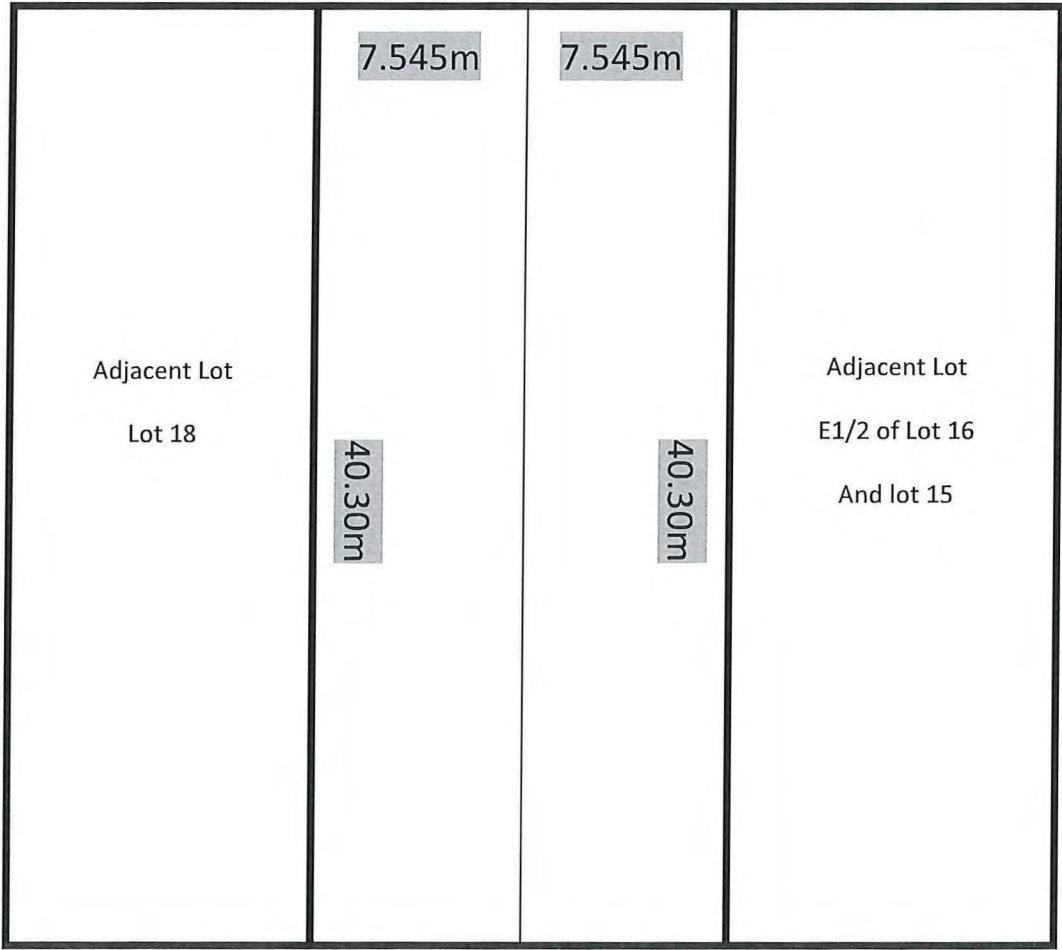 7.545m
7.545m
Adjacent Lot
Lot 18
40.30m
40.30m
Adjacent Lot
E1/2 of Lot 16
And lot 15